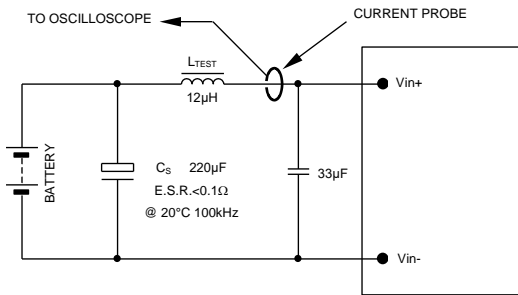 TO OSCILLOSCOPE
CURRENT PROBE
LTEST
12µH
Vin+
BATTERY
CS 220µF
E.S.R.<0.1Ω
@ 20°C 100kHz
33µF
Vin-